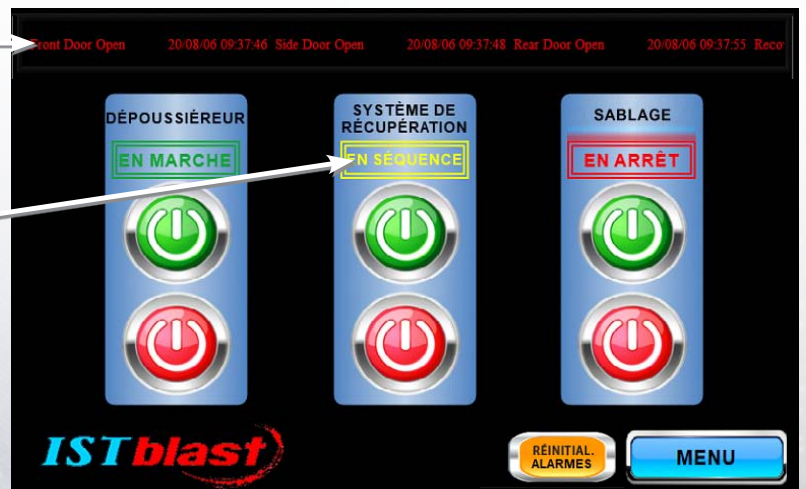 Front Door Open 20/08/06 09:37:46 Side Door Open 20/08/06 09:37:48 Rear Door Open 20/08/06 09:37:55 Reco
DÉPOUSSIÉREUR
EN MARCHE
SYSTÈME DE
RÉCUPÉRATION
EN SÉQUENCE
SABLAGE
EN ARRÊT
ISTblast
RÉINITIAL.
ALARMES
MENU